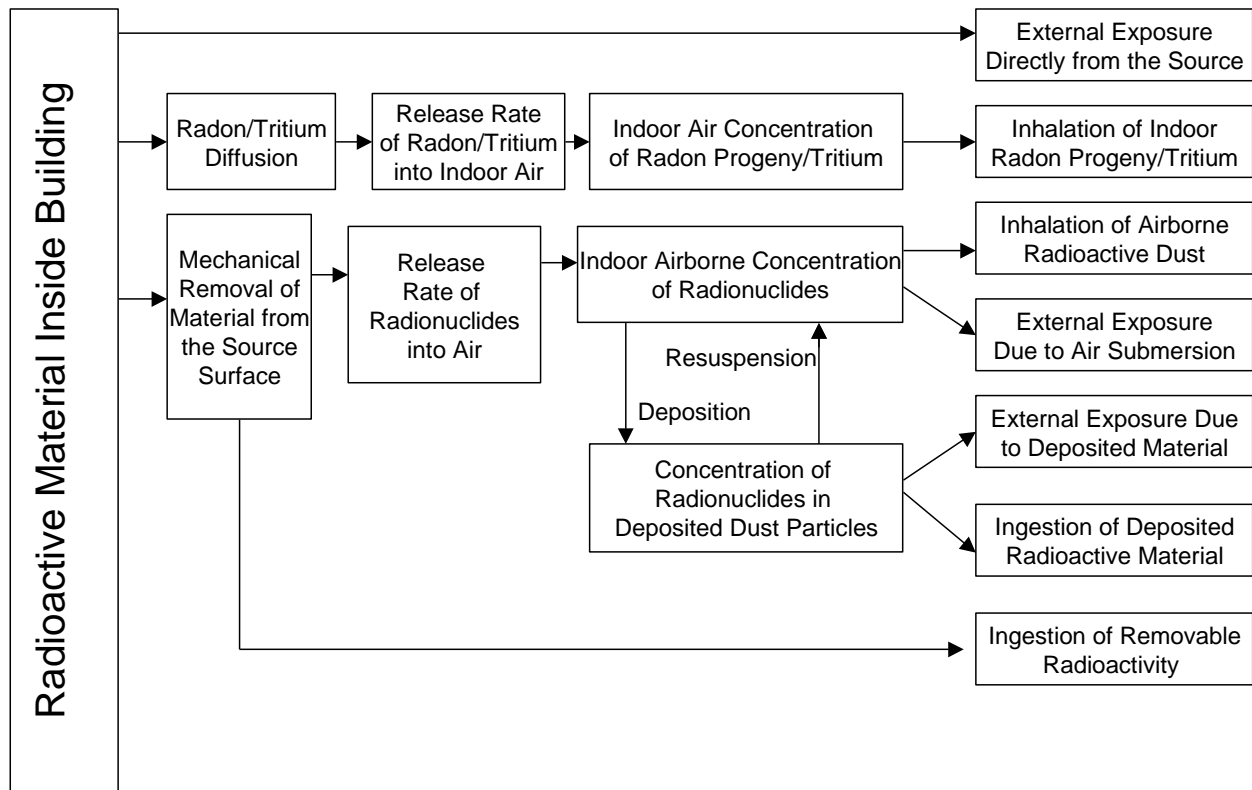 Radioactive Material Inside Building
External Exposure
Directly from the Source
Radon/Tritium
Diffusion
Release Rate
of Radon/Tritium
into Indoor Air
Indoor Air Concentration
of Radon Progeny/Tritium
Inhalation of Indoor
Radon Progeny/Tritium
Mechanical
Removal of
Material from
the Source
Surface
Release
Rate of
Radionuclides
into Air
Indoor Airborne Concentration
of Radionuclides
Inhalation of Airborne
Radioactive Dust
External Exposure
Due to Air Submersion
Resuspension
Deposition
Concentration of
Radionuclides in
Deposited Dust Particles
External Exposure Due
to Deposited Material
Ingestion of Deposited
Radioactive Material
Ingestion of Removable
Radioactivity